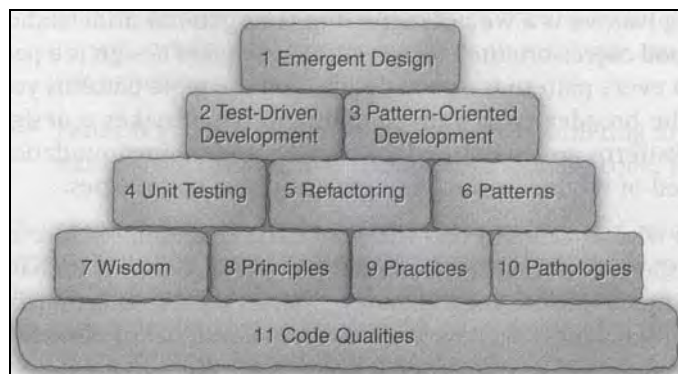 1 Emergent Design
2 Test-Driven
Development
3 Pattern-Oriented
Development
4 Unit Testing
5 Refactoring
6 Patterns
7 Wisdom
8 Principles
9 Practices
10 Pathologies
11 Code Qualities